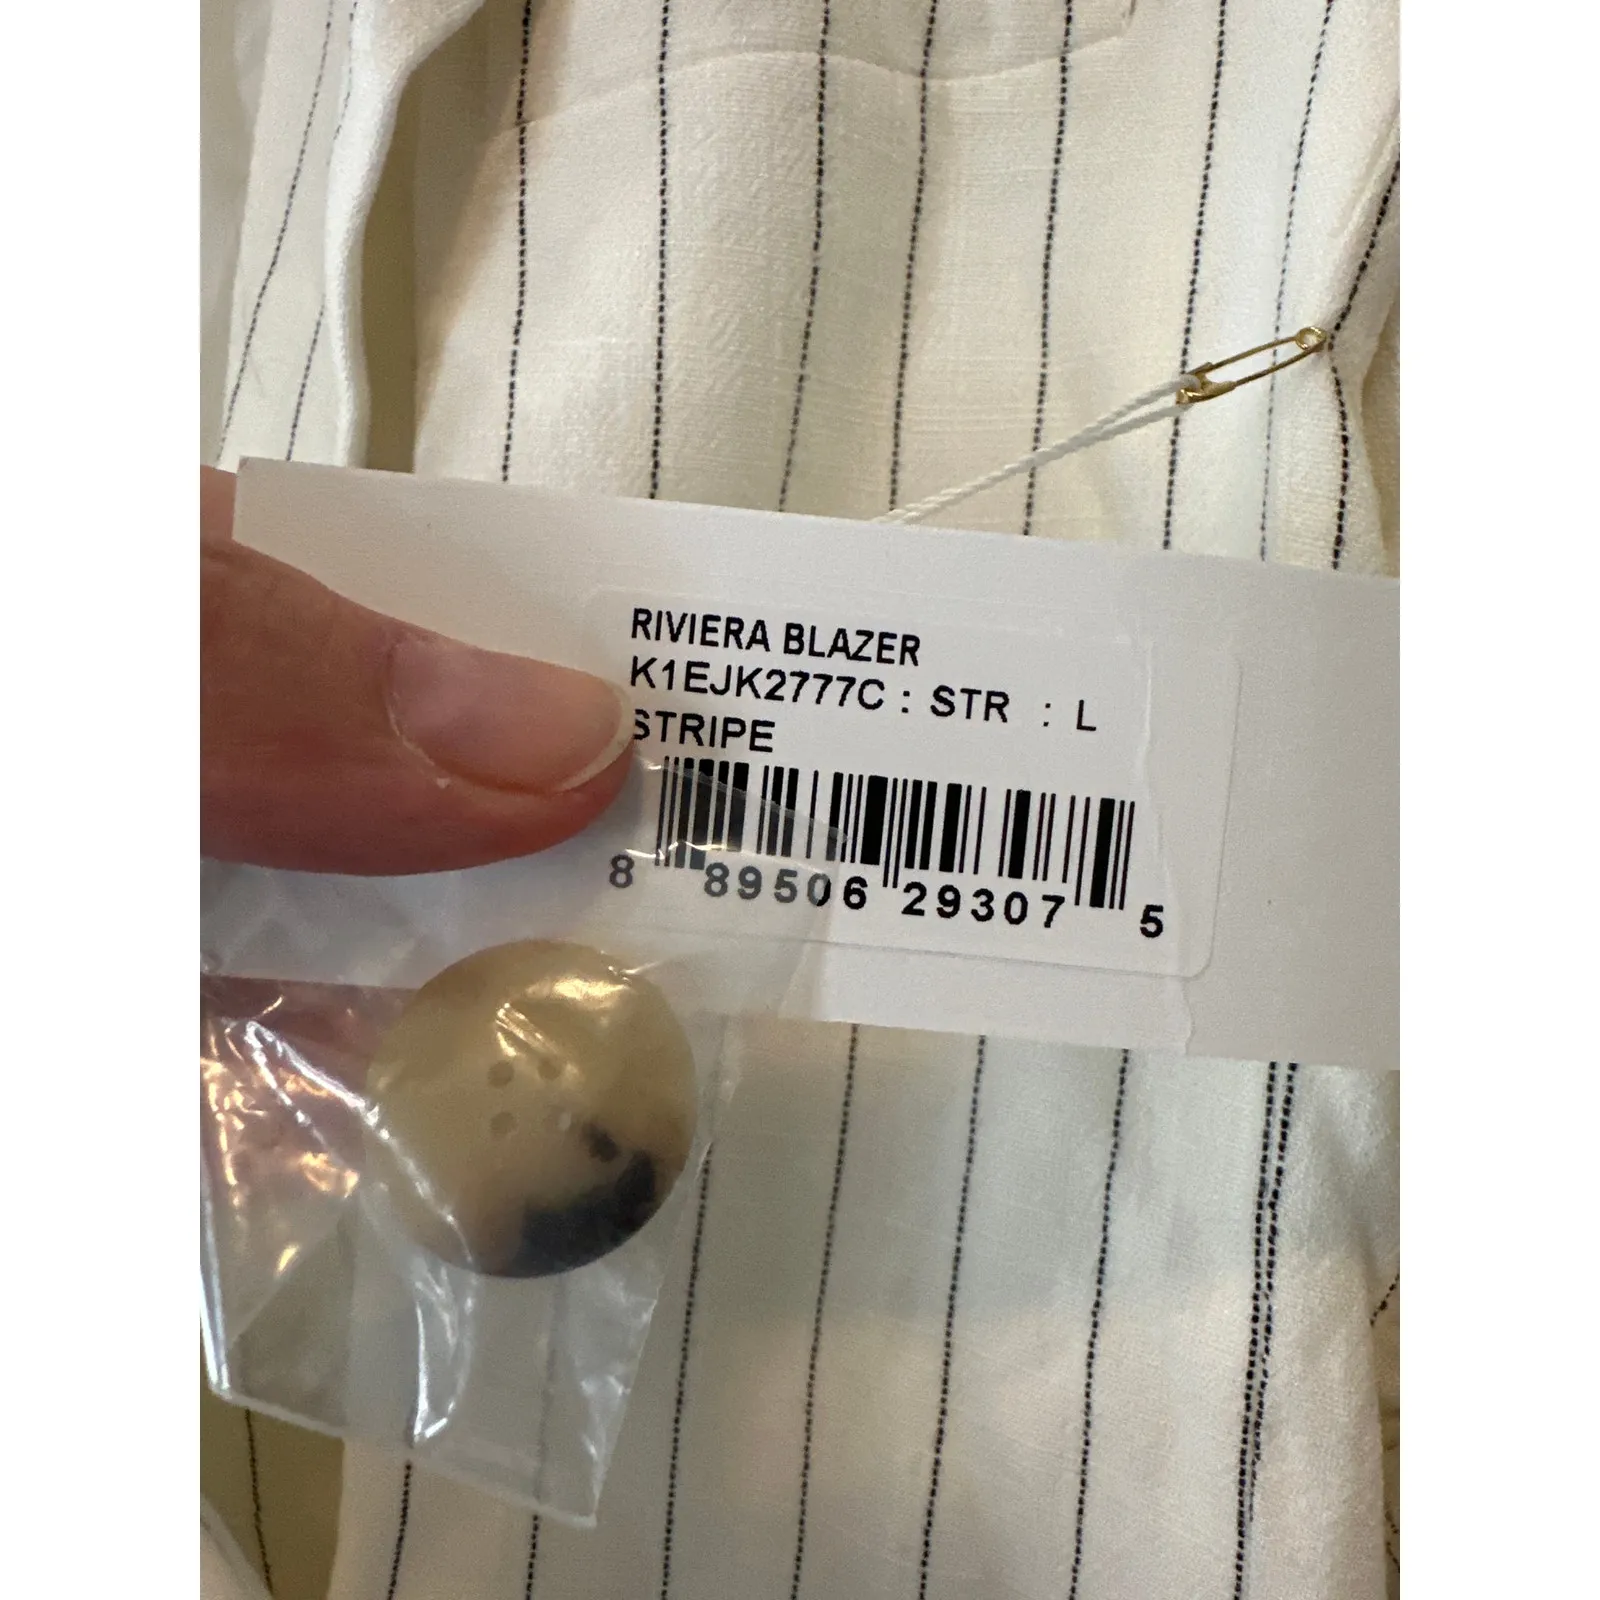 RIVIERA BLAZER
K1EJK2777C : STR : L
STRIPE
8 89506 29307 5